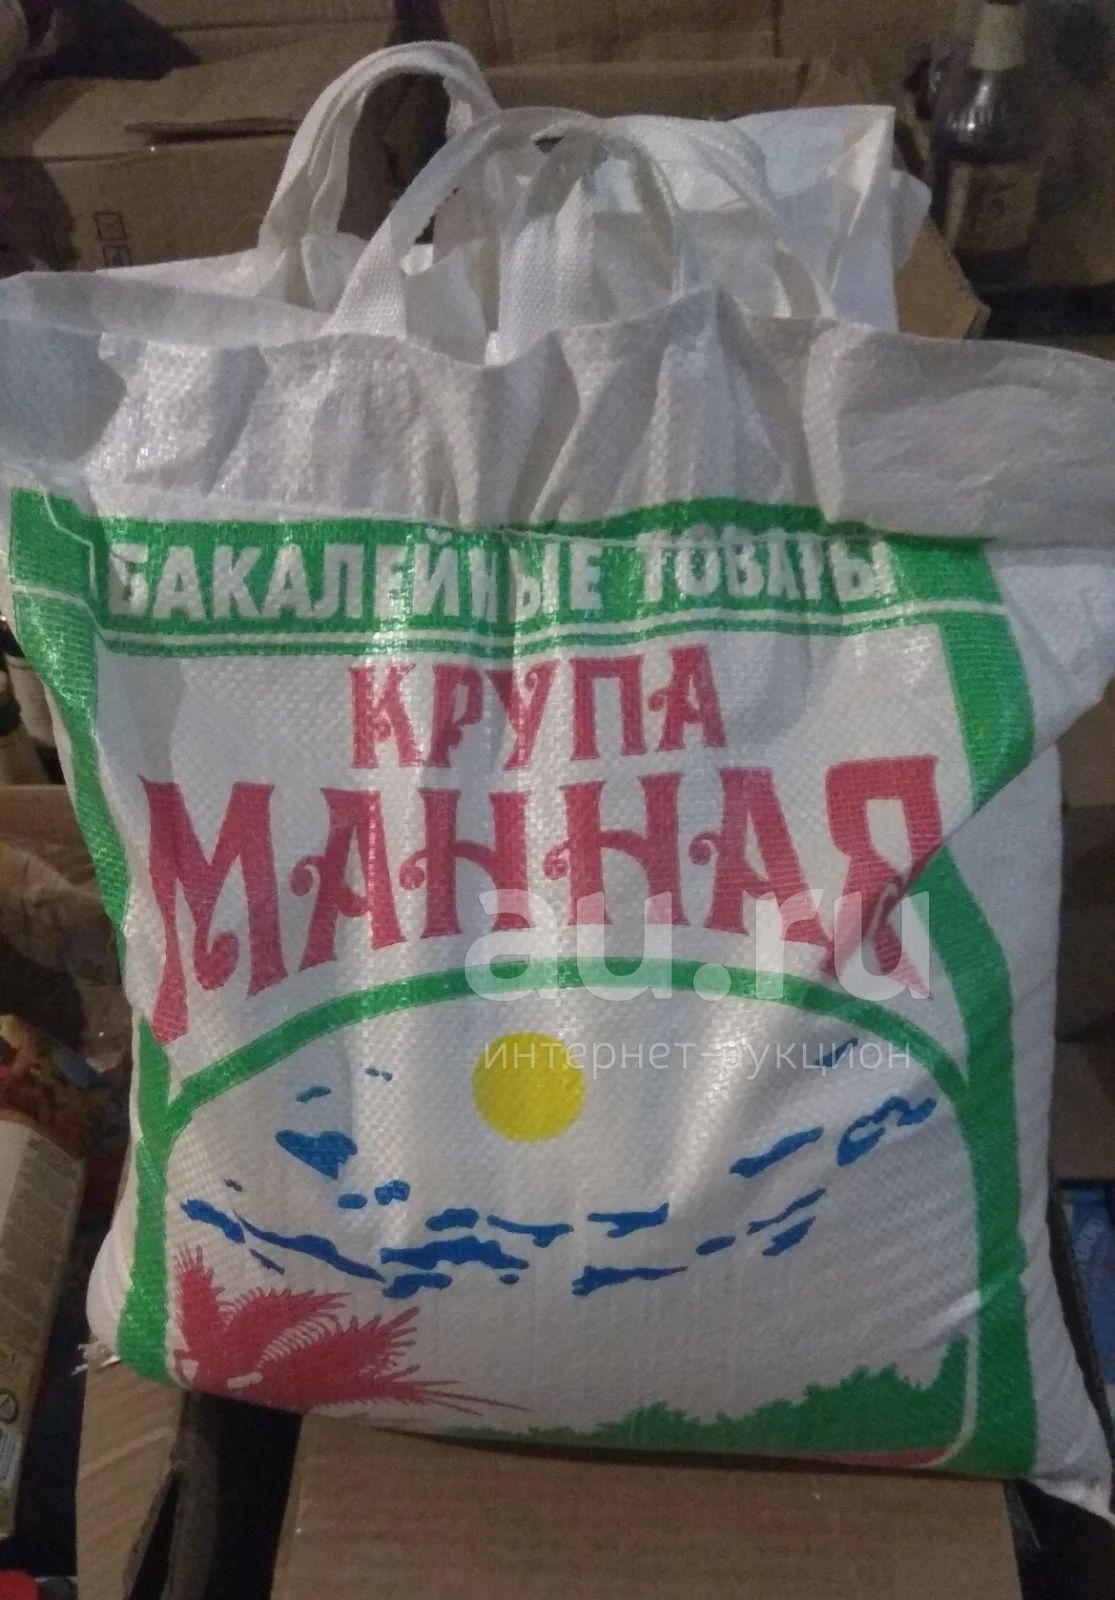 БАКАЛЕЙНЫЕ ТОВАРЫ
КРУПА
МАННАЯ
au.ru
интернет-аукцион